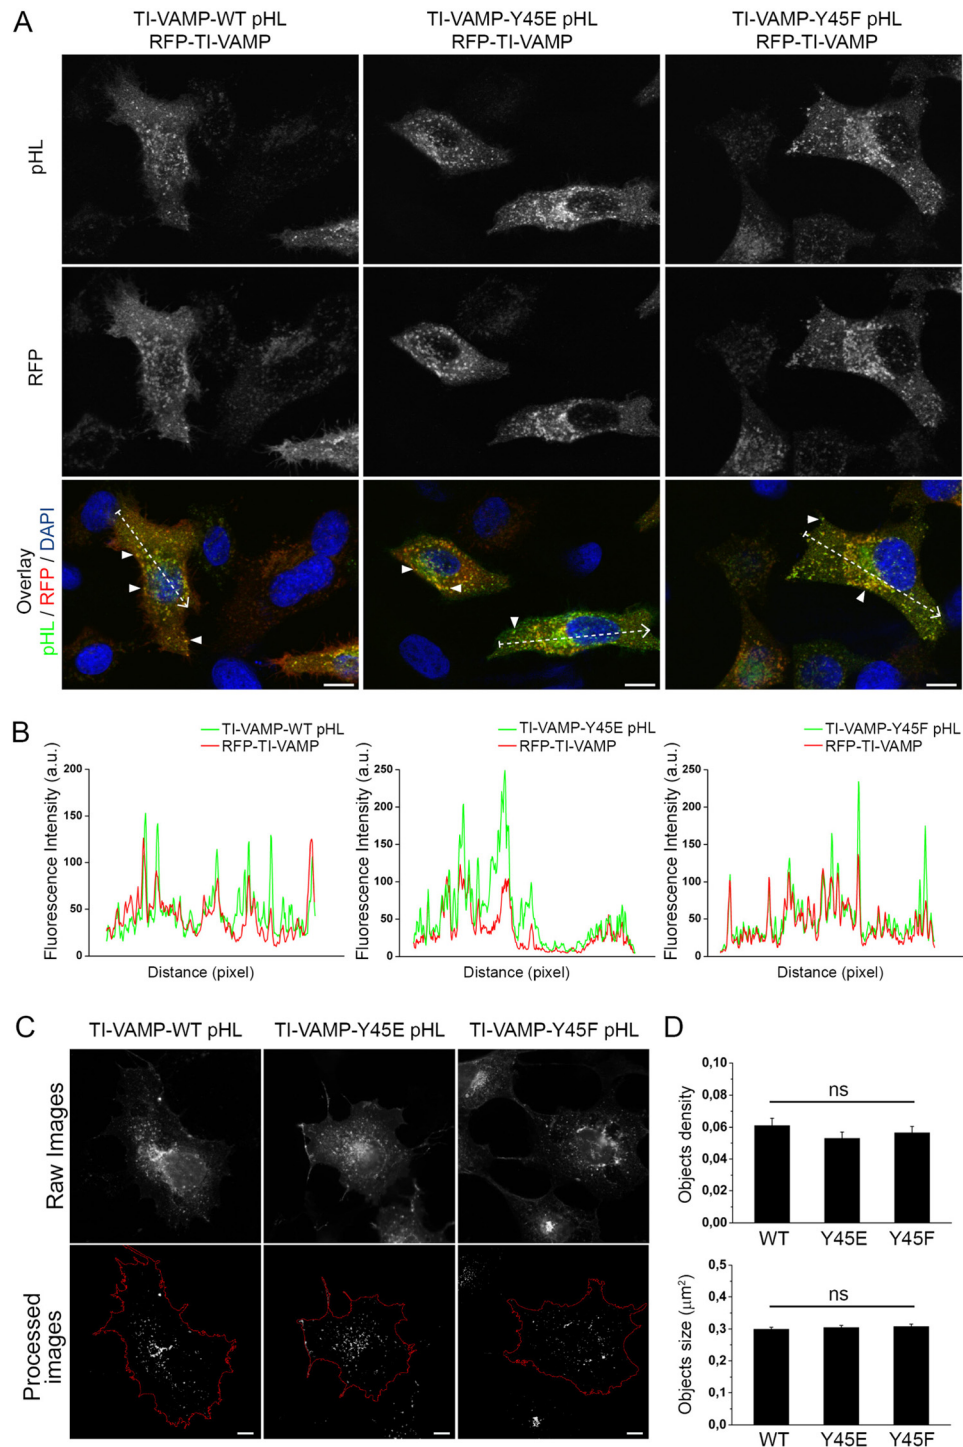 A
TI-VAMP-WT pHL
RFP-TI-VAMP
TI-VAMP-Y45E pHL
RFP-TI-VAMP
TI-VAMP-Y45F pHL
RFP-TI-VAMP
pHL
RFP
Overlay
pHL / RFP / DAPI
B
TI-VAMP-WT pHL
RFP-TI-VAMP
Fluorescence Intensity (a.u.)
200
150
100
50
0
Distance (pixel)
TI-VAMP-Y45E pHL
RFP-TI-VAMP
Fluorescence Intensity (a.u.)
250
200
150
100
50
0
Distance (pixel)
TI-VAMP-Y45F pHL
RFP-TI-VAMP
Fluorescence Intensity (a.u.)
250
200
150
100
50
0
Distance (pixel)
C
TI-VAMP-WT pHL
TI-VAMP-Y45E pHL
TI-VAMP-Y45F pHL
Raw Images
Processed
images
D
Objects density
0,10
0,08
0,06
0,04
0,02
0,00
ns
WT Y45E Y45F
Objects size (μm²)
0,5
0,4
0,3
0,2
0,1
0,0
ns
WT Y45E Y45F